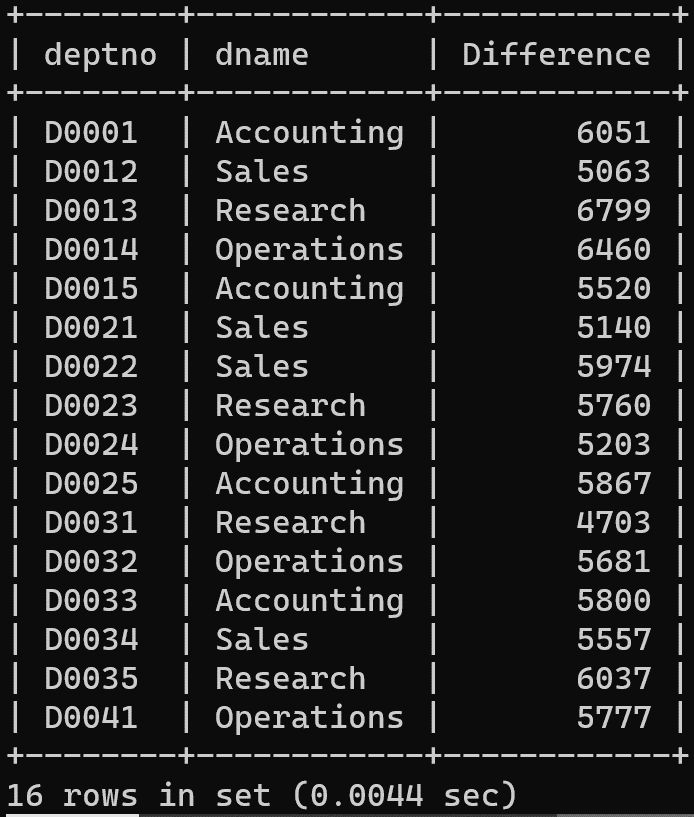 +--------+------------+------------+
| deptno | dname      | Difference |
+--------+------------+------------+
| D0001  | Accounting |       6051 |
| D0012  | Sales      |       5063 |
| D0013  | Research   |       6799 |
| D0014  | Operations |       6460 |
| D0015  | Accounting |       5520 |
| D0021  | Sales      |       5140 |
| D0022  | Sales      |       5974 |
| D0023  | Research   |       5760 |
| D0024  | Operations |       5203 |
| D0025  | Accounting |       5867 |
| D0031  | Research   |       4703 |
| D0032  | Operations |       5681 |
| D0033  | Accounting |       5800 |
| D0034  | Sales      |       5557 |
| D0035  | Research   |       6037 |
| D0041  | Operations |       5777 |
+--------+------------+------------+
16 rows in set (0.0044 sec)